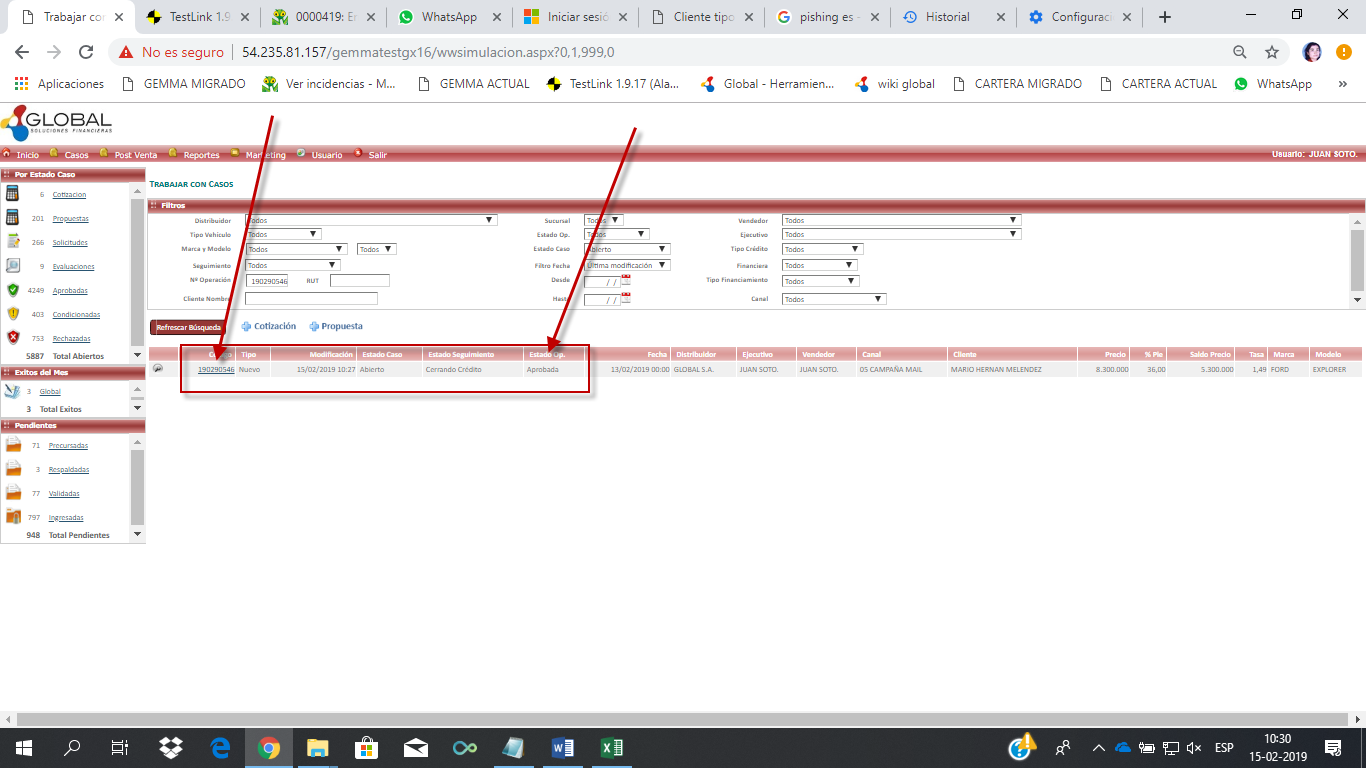 Trabajar cor
TestLink 1.9
0000419: Er
WhatsApp
Iniciar sesió
Cliente tipo
pishing es -
Historial
Configuraci
No es seguro
54.235.81.157/gemmatestgx16/wwsimulacion.aspx?0,1,999,0
Aplicaciones
GEMMA MIGRADO
Ver incidencias - M...
GEMMA ACTUAL
TestLink 1.9.17 (Ala...
Global - Herramien...
wiki global
CARTERA MIGRADO
CARTERA ACTUAL
WhatsApp
»
GLOBAL
SOLUCIONES FINANCIERAS
Inicio Casos Post Venta Reportes Marketing Usuario Salir
Usuario: JUAN SOTO.
Por Estado Caso
6 Cotizacion
201 Propuestas
266 Solicitudes
9 Evaluaciones
4249 Aprobadas
403 Condicionadas
753 Rechazadas
5887 Total Abiertos
Exitos del Mes
3 Global
3 Total Exitos
Pendientes
71 Precursadas
3 Respaldadas
77 Validadas
797 Ingresadas
948 Total Pendientes
TRABAJAR CON CASOS
Filtros
Distribuidor Todos Sucursal Todos Vendedor Todos
Tipo Vehículo Todos Estado Op. Todos Ejecutivo Todos
Marca y Modelo Todos Todos Estado Caso Abierto Tipo Crédito Todos
Seguimiento Todos Filtro Fecha Última modificación Financiera Todos
Nº Operación 190290546 RUT Desde / / Tipo Financiamiento Todos
Cliente Nombre Hasta / / Canal Todos
Refrescar Búsqueda Cotización Propuesta
Tipo Modificación Estado Caso Estado Seguimiento Estado Op. Fecha Distribuidor Ejecutivo Vendedor Canal Cliente Precio % Pie Saldo Precio Tasa Marca Modelo
190290546 Nuevo 15/02/2019 10:27 Abierto Cerrando Crédito Aprobada 13/02/2019 00:00 GLOBAL S.A. JUAN SOTO. JUAN SOTO. 05 CAMPAÑA MAIL MARIO HERNAN MELENDEZ 8.300.000 36,00 5.300.000 1,49 FORD EXPLORER
ESP
10:30
15-02-2019